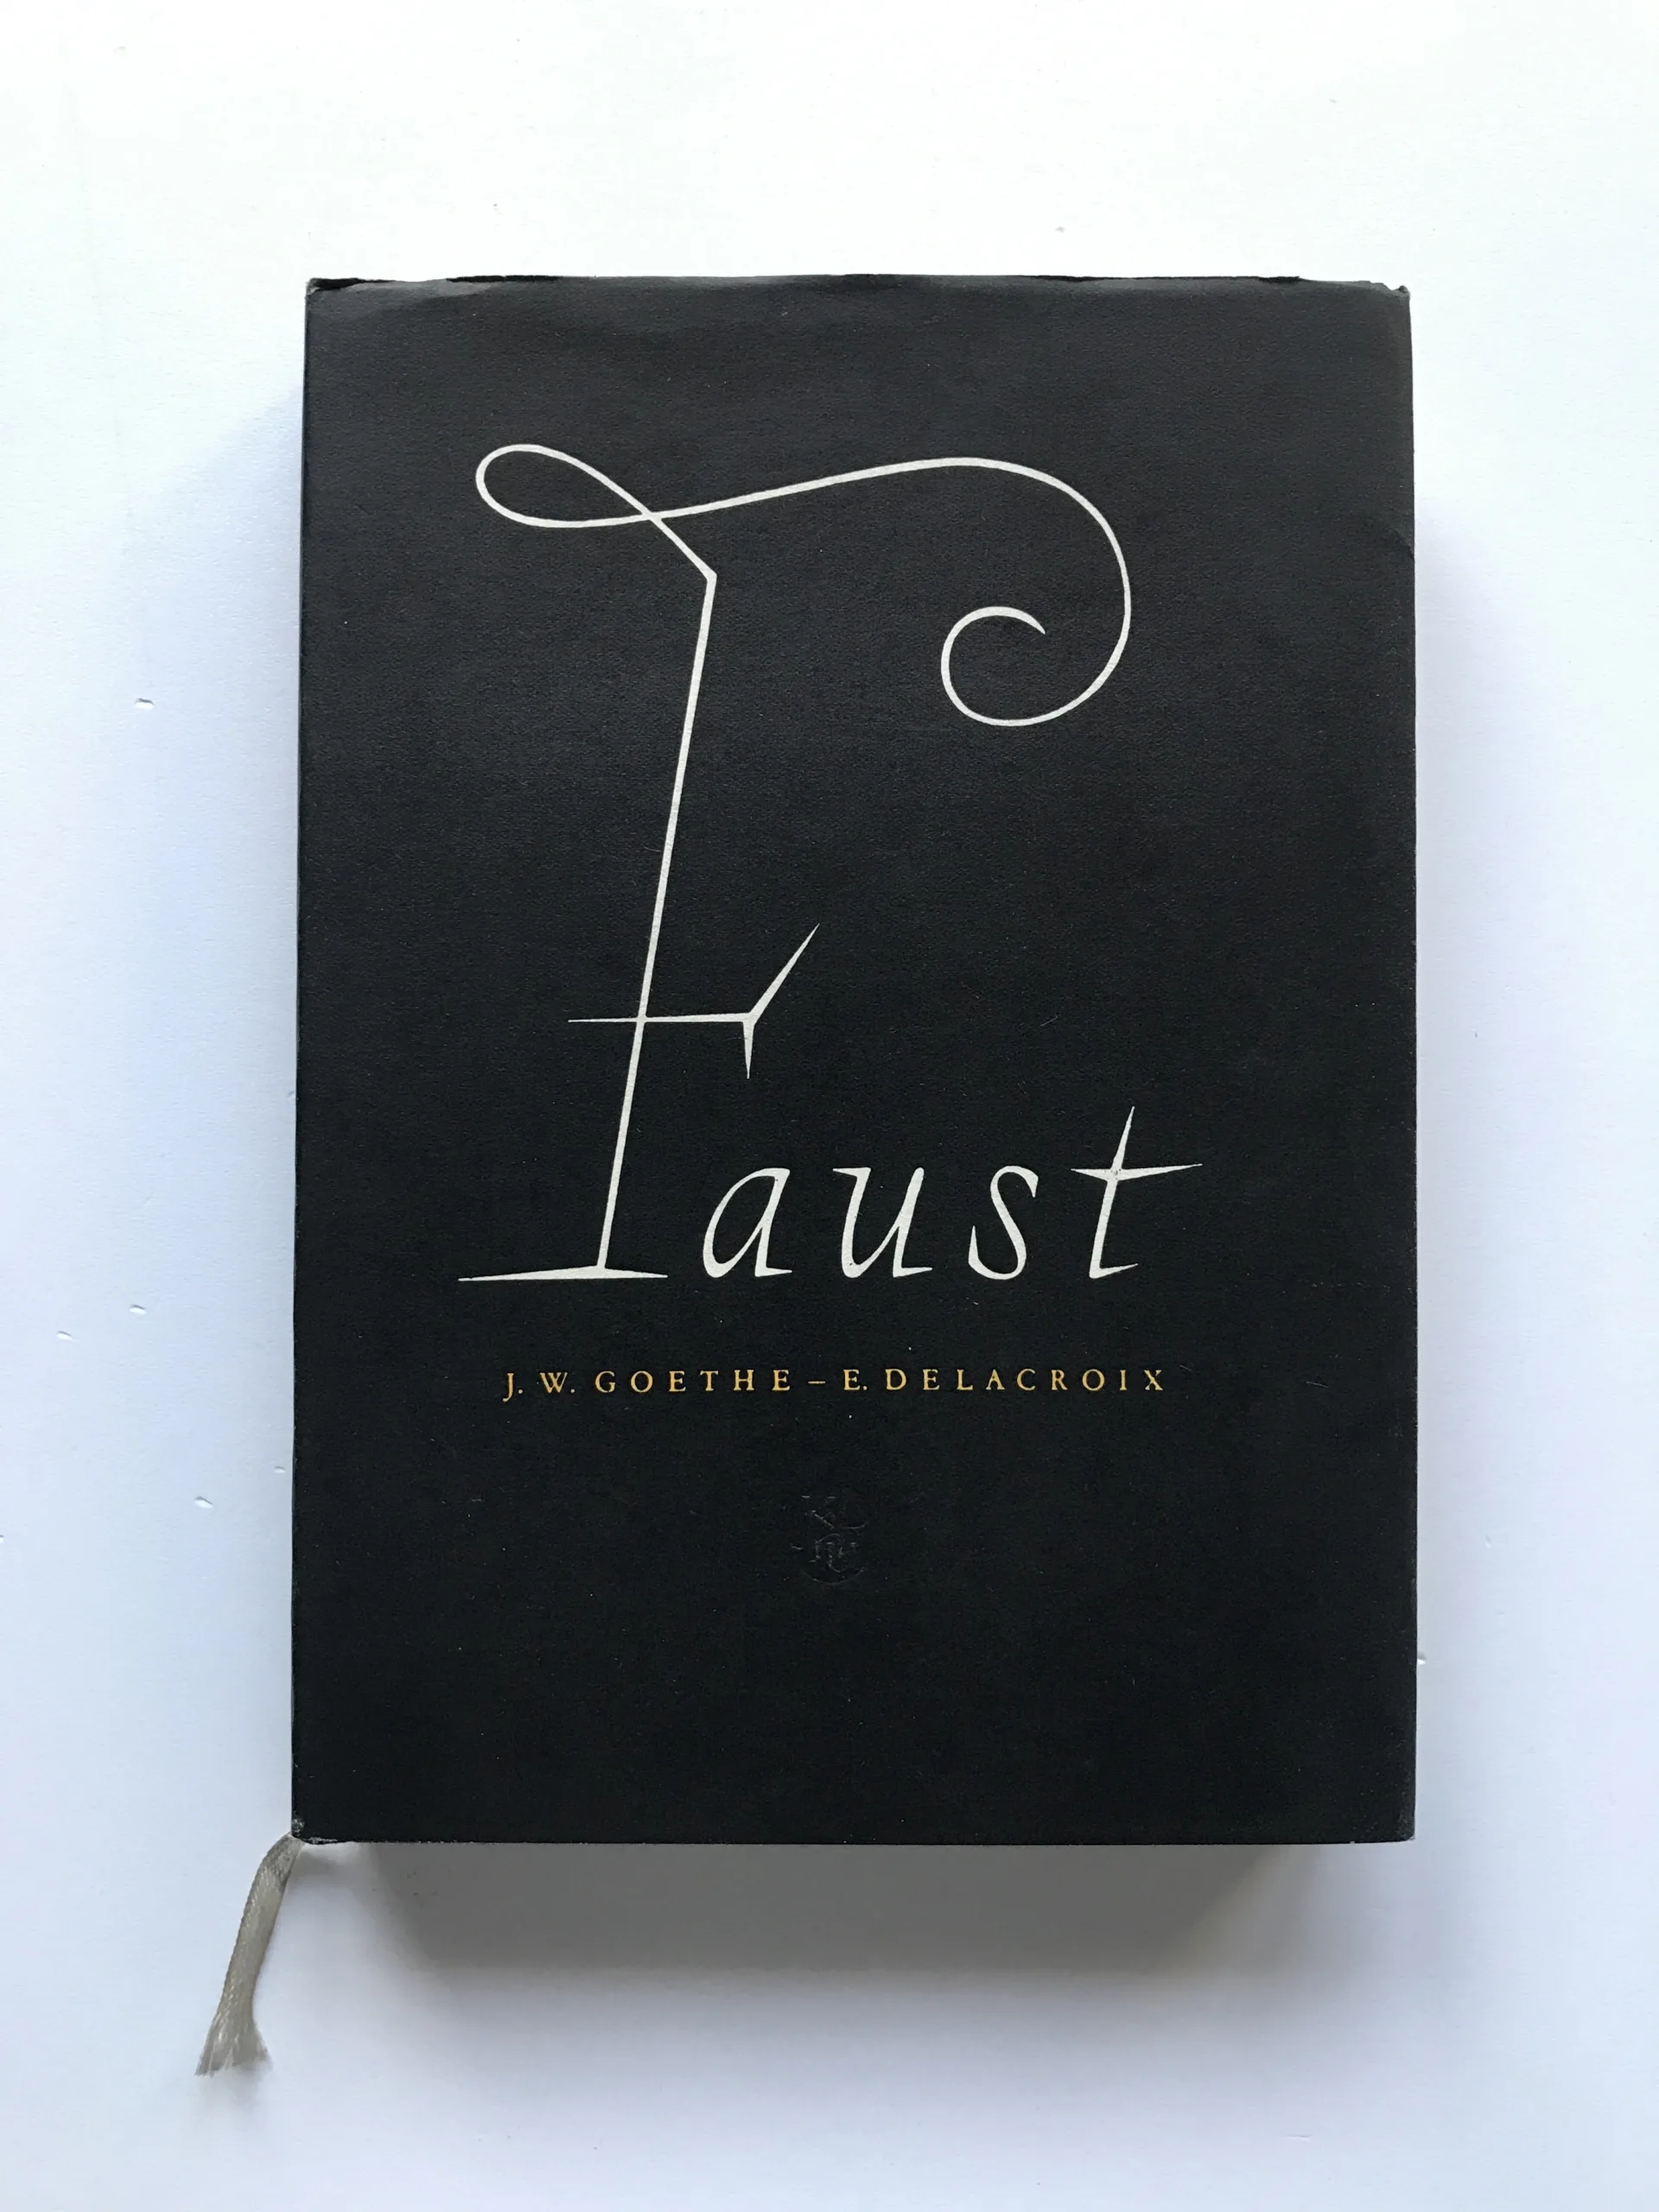 Faust
J. W. GOETHE – E. DELACROIX